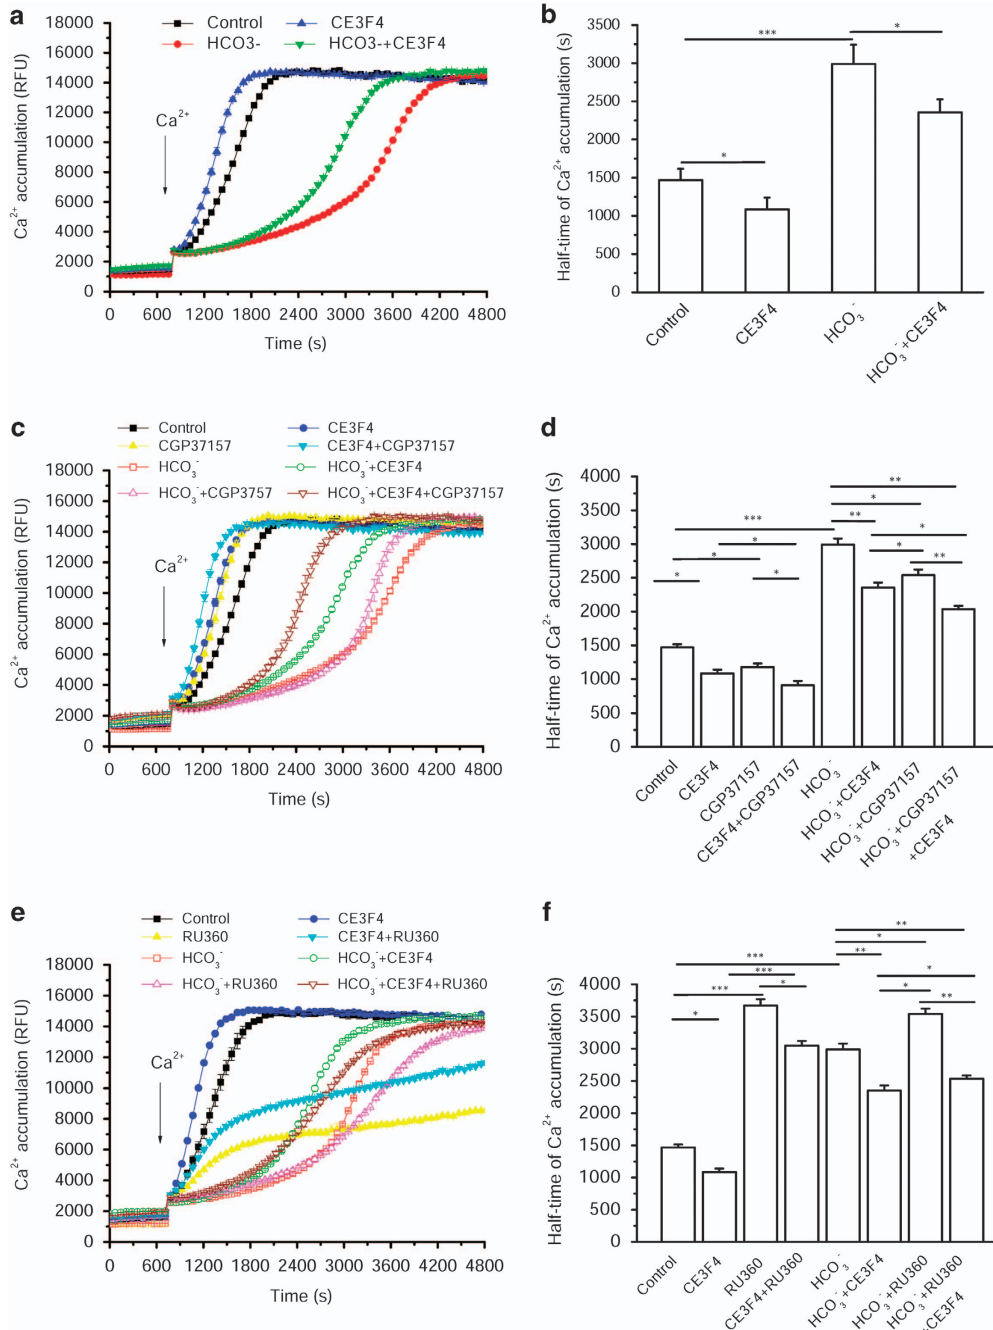 a
Control
CE3F4
HCO3-
HCO3-+CE3F4
18000
16000
14000
12000
10000
8000
6000
4000
2000
0
Ca²⁺ accumulation (RFU)
Ca²⁺
0 600 1200 1800 2400 3000 3600 4200 4800
Time (s)
b
3500
3000
2500
2000
1500
1000
500
0
Half-time of Ca²⁺ accumulation (s)
***
*
*
Control
CE3F4
HCO₃⁻
HCO₃⁻+CE3F4
c
Control
CE3F4
CGP37157
CE3F4+CGP37157
HCO₃⁻
HCO₃⁻+CE3F4
HCO₃⁻+CGP3757
HCO₃⁻+CE3F4+CGP37157
18000
16000
14000
12000
10000
8000
6000
4000
2000
0
Ca²⁺ accumulation (RFU)
Ca²⁺
0 600 1200 1800 2400 3000 3600 4200 4800
Time (s)
d
4000
3500
3000
2500
2000
1500
1000
500
0
Half-time of Ca²⁺ accumulation (s)
**
*
***
**
*
*
*
*
**
*
*
Control
CE3F4
CGP37157
CE3F4+CGP37157
HCO₃⁻
HCO₃⁻+CE3F4
HCO₃⁻+CGP37157
HCO₃⁻+CGP37157
+CE3F4
e
Control
CE3F4
RU360
CE3F4+RU360
HCO₃⁻
HCO₃⁻+CE3F4
HCO₃⁻+RU360
HCO₃⁻+CE3F4+RU360
18000
16000
14000
12000
10000
8000
6000
4000
2000
0
Ca²⁺ accumulation (RFU)
Ca²⁺
0 600 1200 1800 2400 3000 3600 4200 4800
Time (s)
f
4000
3500
3000
2500
2000
1500
1000
500
0
Half-time of Ca²⁺ accumulation (s)
**
*
***
**
***
*
***
*
*
**
*
Control
CE3F4
RU360
CE3F4+RU360
HCO₃⁻
HCO₃⁻+CE3F4
HCO₃⁻+RU360
HCO₃⁻+RU360
+CE3F4